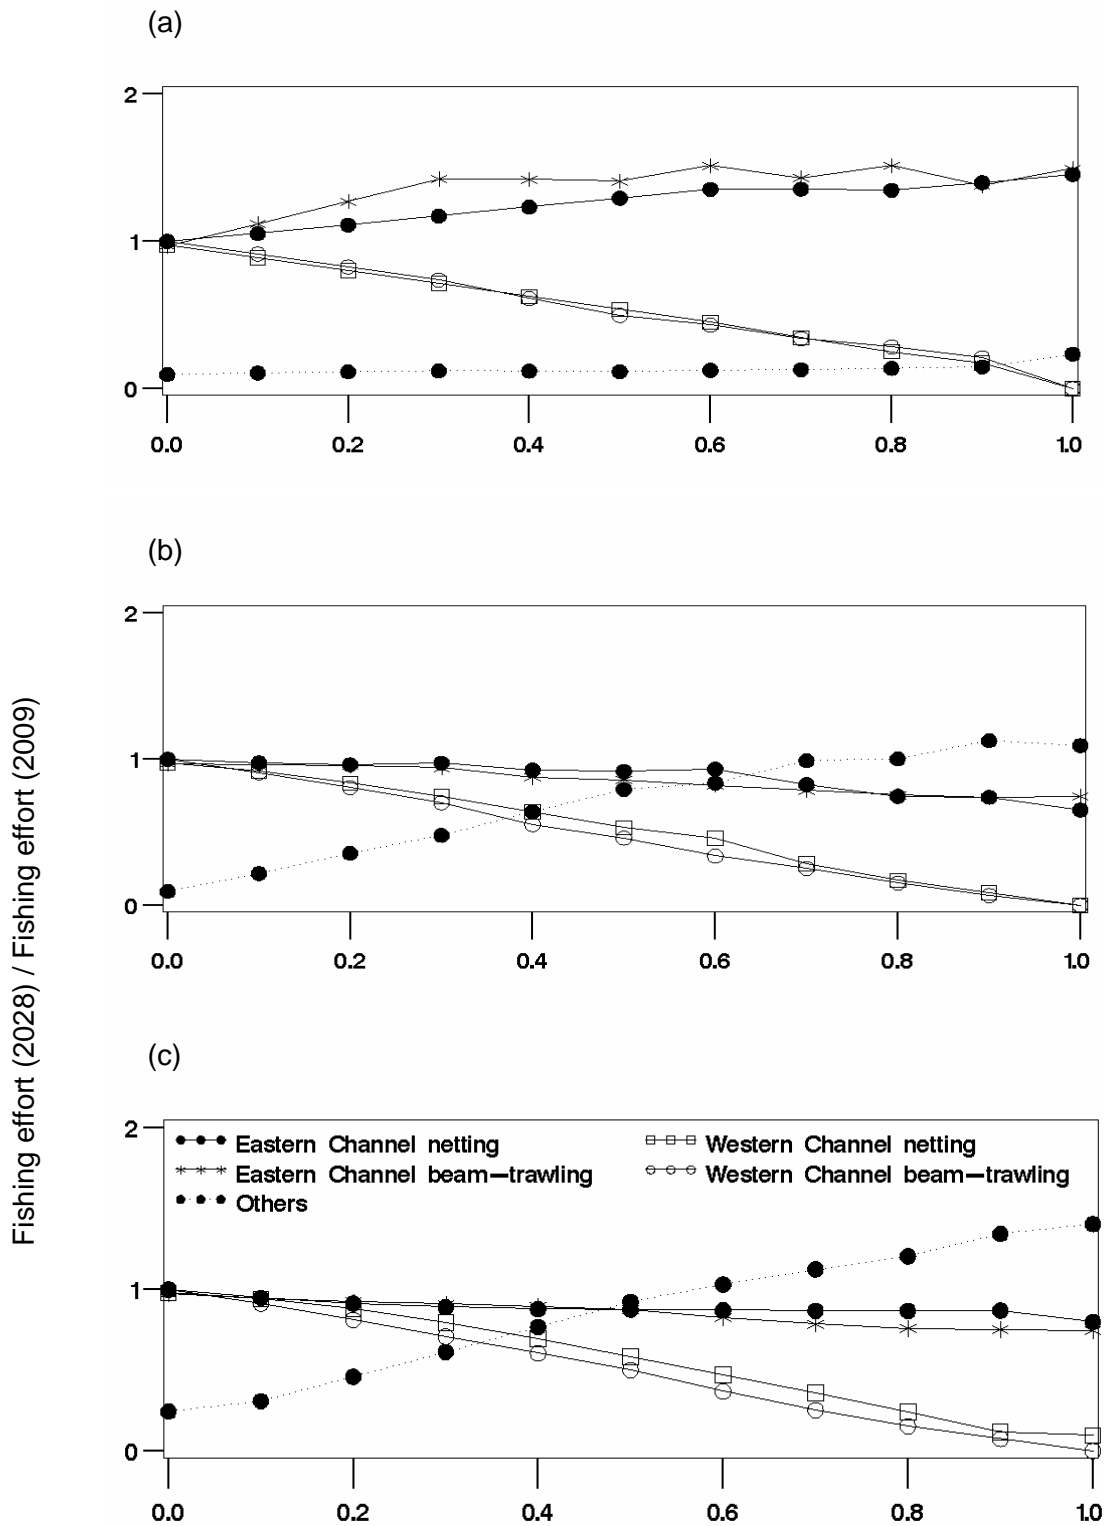 (a)
2
1
0
0.0 0.2 0.4 0.6 0.8 1.0
(b)
2
1
0
0.0 0.2 0.4 0.6 0.8 1.0
Fishing effort (2028) / Fishing effort (2009)
(c)
2
Eastern Channel netting Western Channel netting
Eastern Channel beam-trawling Western Channel beam-trawling
Others
1
0
0.0 0.2 0.4 0.6 0.8 1.0